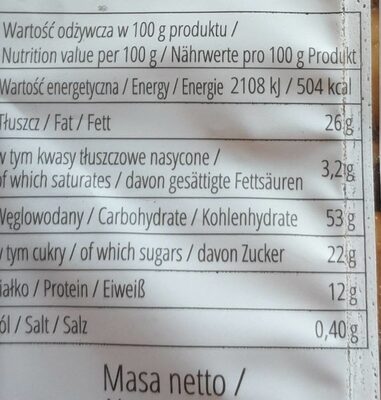 Wartość odżywcza w 100 g produktu /
Nutrition value per 100 g / Nährwerte pro 100 g Produkt
Wartość energetyczna / Energy / Energie 2108 kJ / 504 kcal
Tłuszcz / Fat / Fett 26 g
w tym kwasy tłuszczowe nasycone /
of which saturates / davon gesättigte Fettsäuren 3,2 g
Węglowodany / Carbohydrate / Kohlenhydrate 53 g
w tym cukry / of which sugars / davon Zucker 22 g
iałko / Protein / Eiweiß 12 g
ól / Salt / Salz 0,40 g
Masa netto /